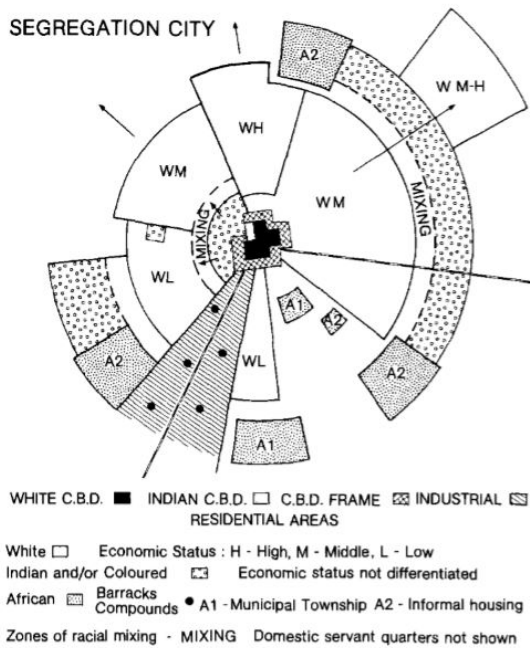 SEGREGATION CITY
A2
W M-H
WH
WM
WM
MIXING
MIXING
WL
A1
A2
A2
WL
A2
A1
WHITE C.B.D. INDIAN C.B.D. C.B.D. FRAME INDUSTRIAL
RESIDENTIAL AREAS
White Economic Status : H - High, M - Middle, L - Low
Indian and/or Coloured Economic status not differentiated
African Barracks Compounds A1 - Municipal Township A2 - Informal housing
Zones of racial mixing - MIXING Domestic servant quarters not shown